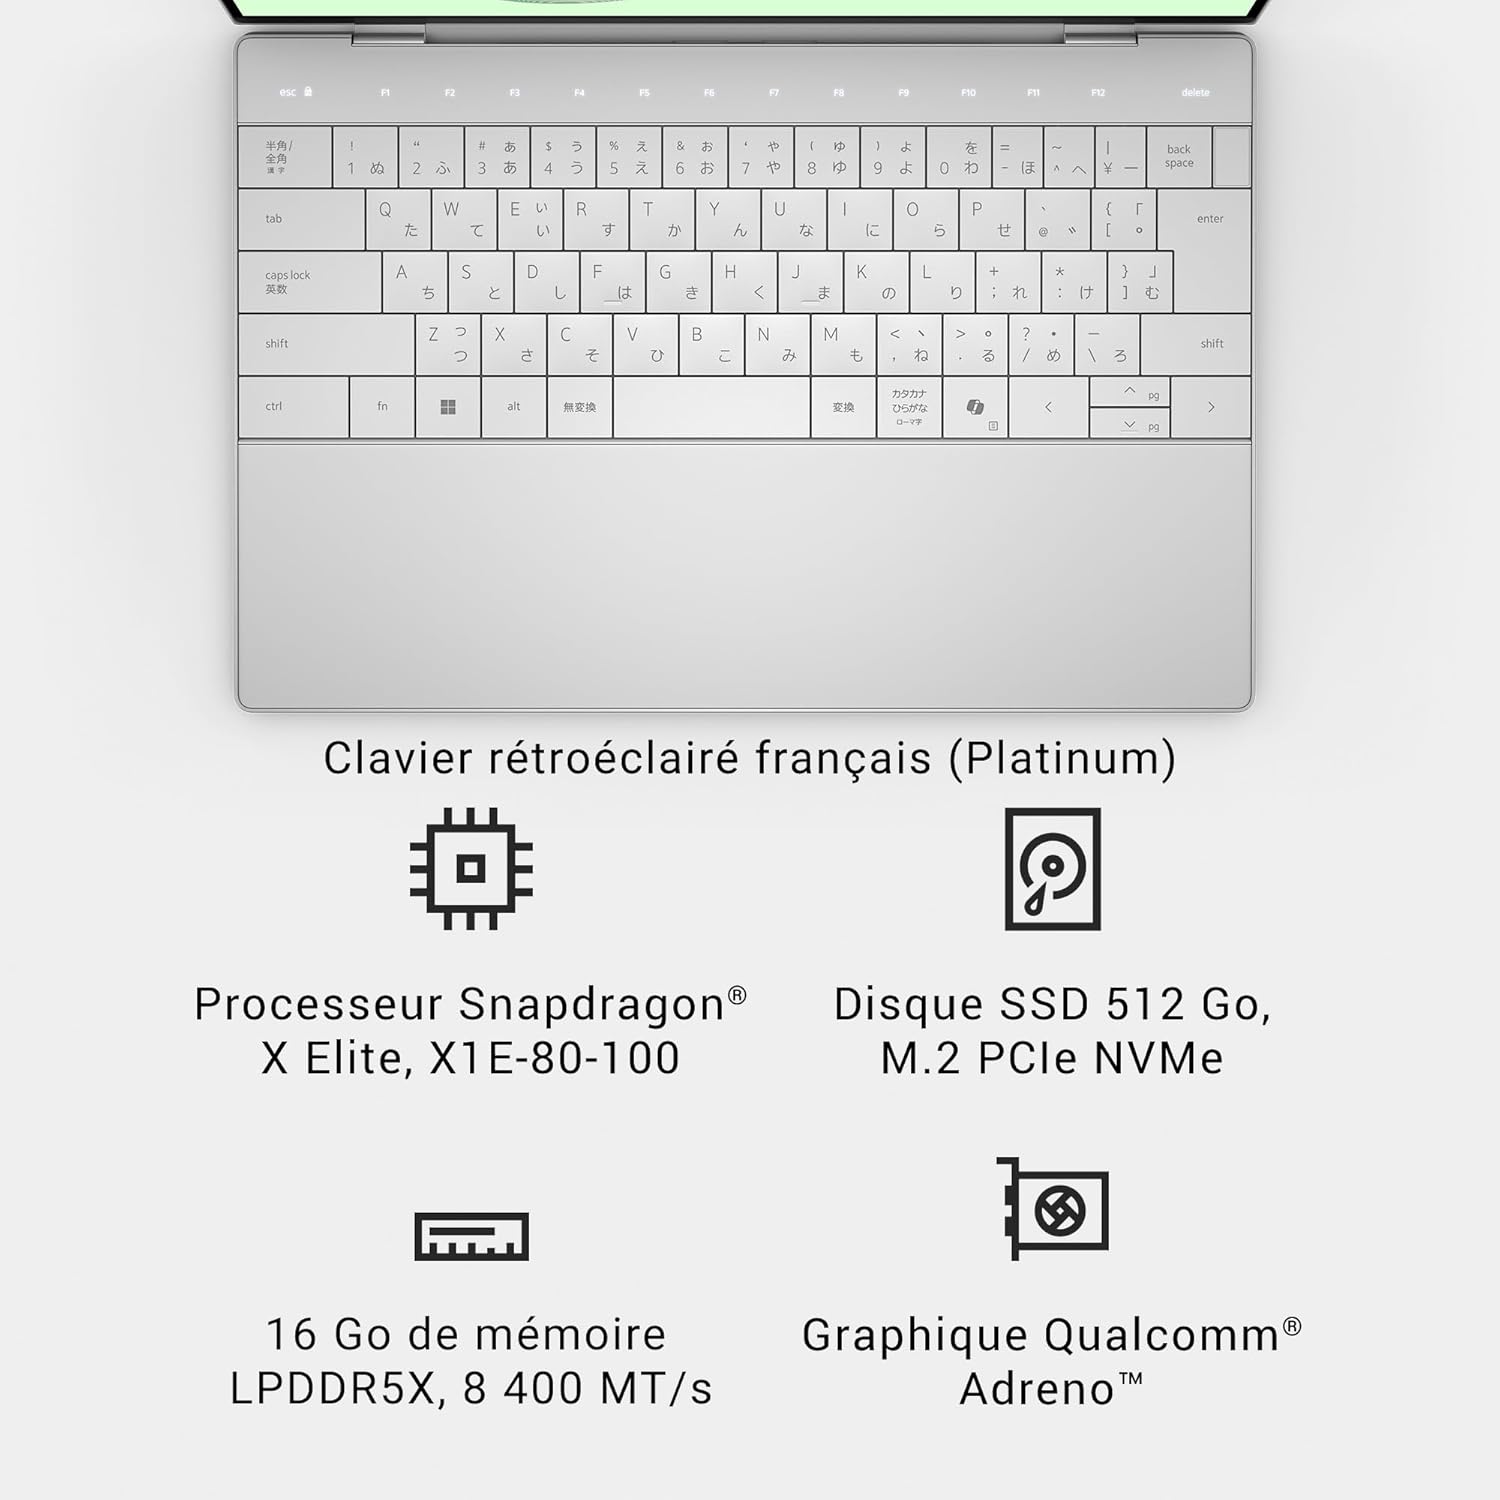 esc F1 F2 F3 F4 F5 F6 F7 F8 F9 F10 F11 F12 delete
半角/ ! “ # あ $ う % え & お ‘ や ( ゆ ) よ を = ~ | back
全角 1 ぬ 2 ふ 3 あ 4 う 5 え 6 お 7 や 8 ゆ 9 よ 0 わ - ほ ^ へ ¥ ー space
漢字
tab Q た W て E い い R す T か Y ん U な I に O ら P せ ` @ ゛ { 「 [ ゜ enter
caps lock A ち S と D し F は G き H く J ま K の L り + ; れ * : け } 」 ] む
英数
shift Z っ つ X さ C そ V ひ B こ N み M も < 、 , ね > 。 . る ? ・ / め _ \ ろ shift
ctrl fn alt 無変換 変換 カタカナ < ^ pg >
ひらがな
ローマ字 v pg
Clavier rétroéclairé français (Platinum)
Processeur Snapdragon®
X Elite, X1E-80-100
Disque SSD 512 Go,
M.2 PCIe NVMe
16 Go de mémoire
LPDDR5X, 8 400 MT/s
Graphique Qualcomm®
Adreno™